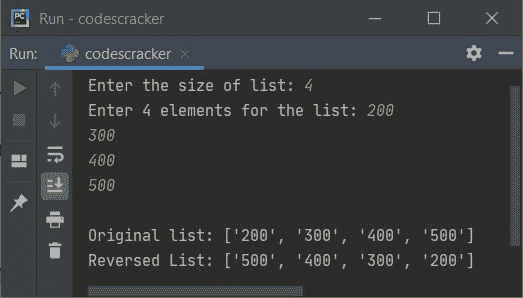 PC
Run - codescracker
Run: codescracker
Enter the size of list: 4
Enter 4 elements for the list: 200
300
400
500
Original list: ['200', '300', '400', '500']
Reversed List: ['500', '400', '300', '200']